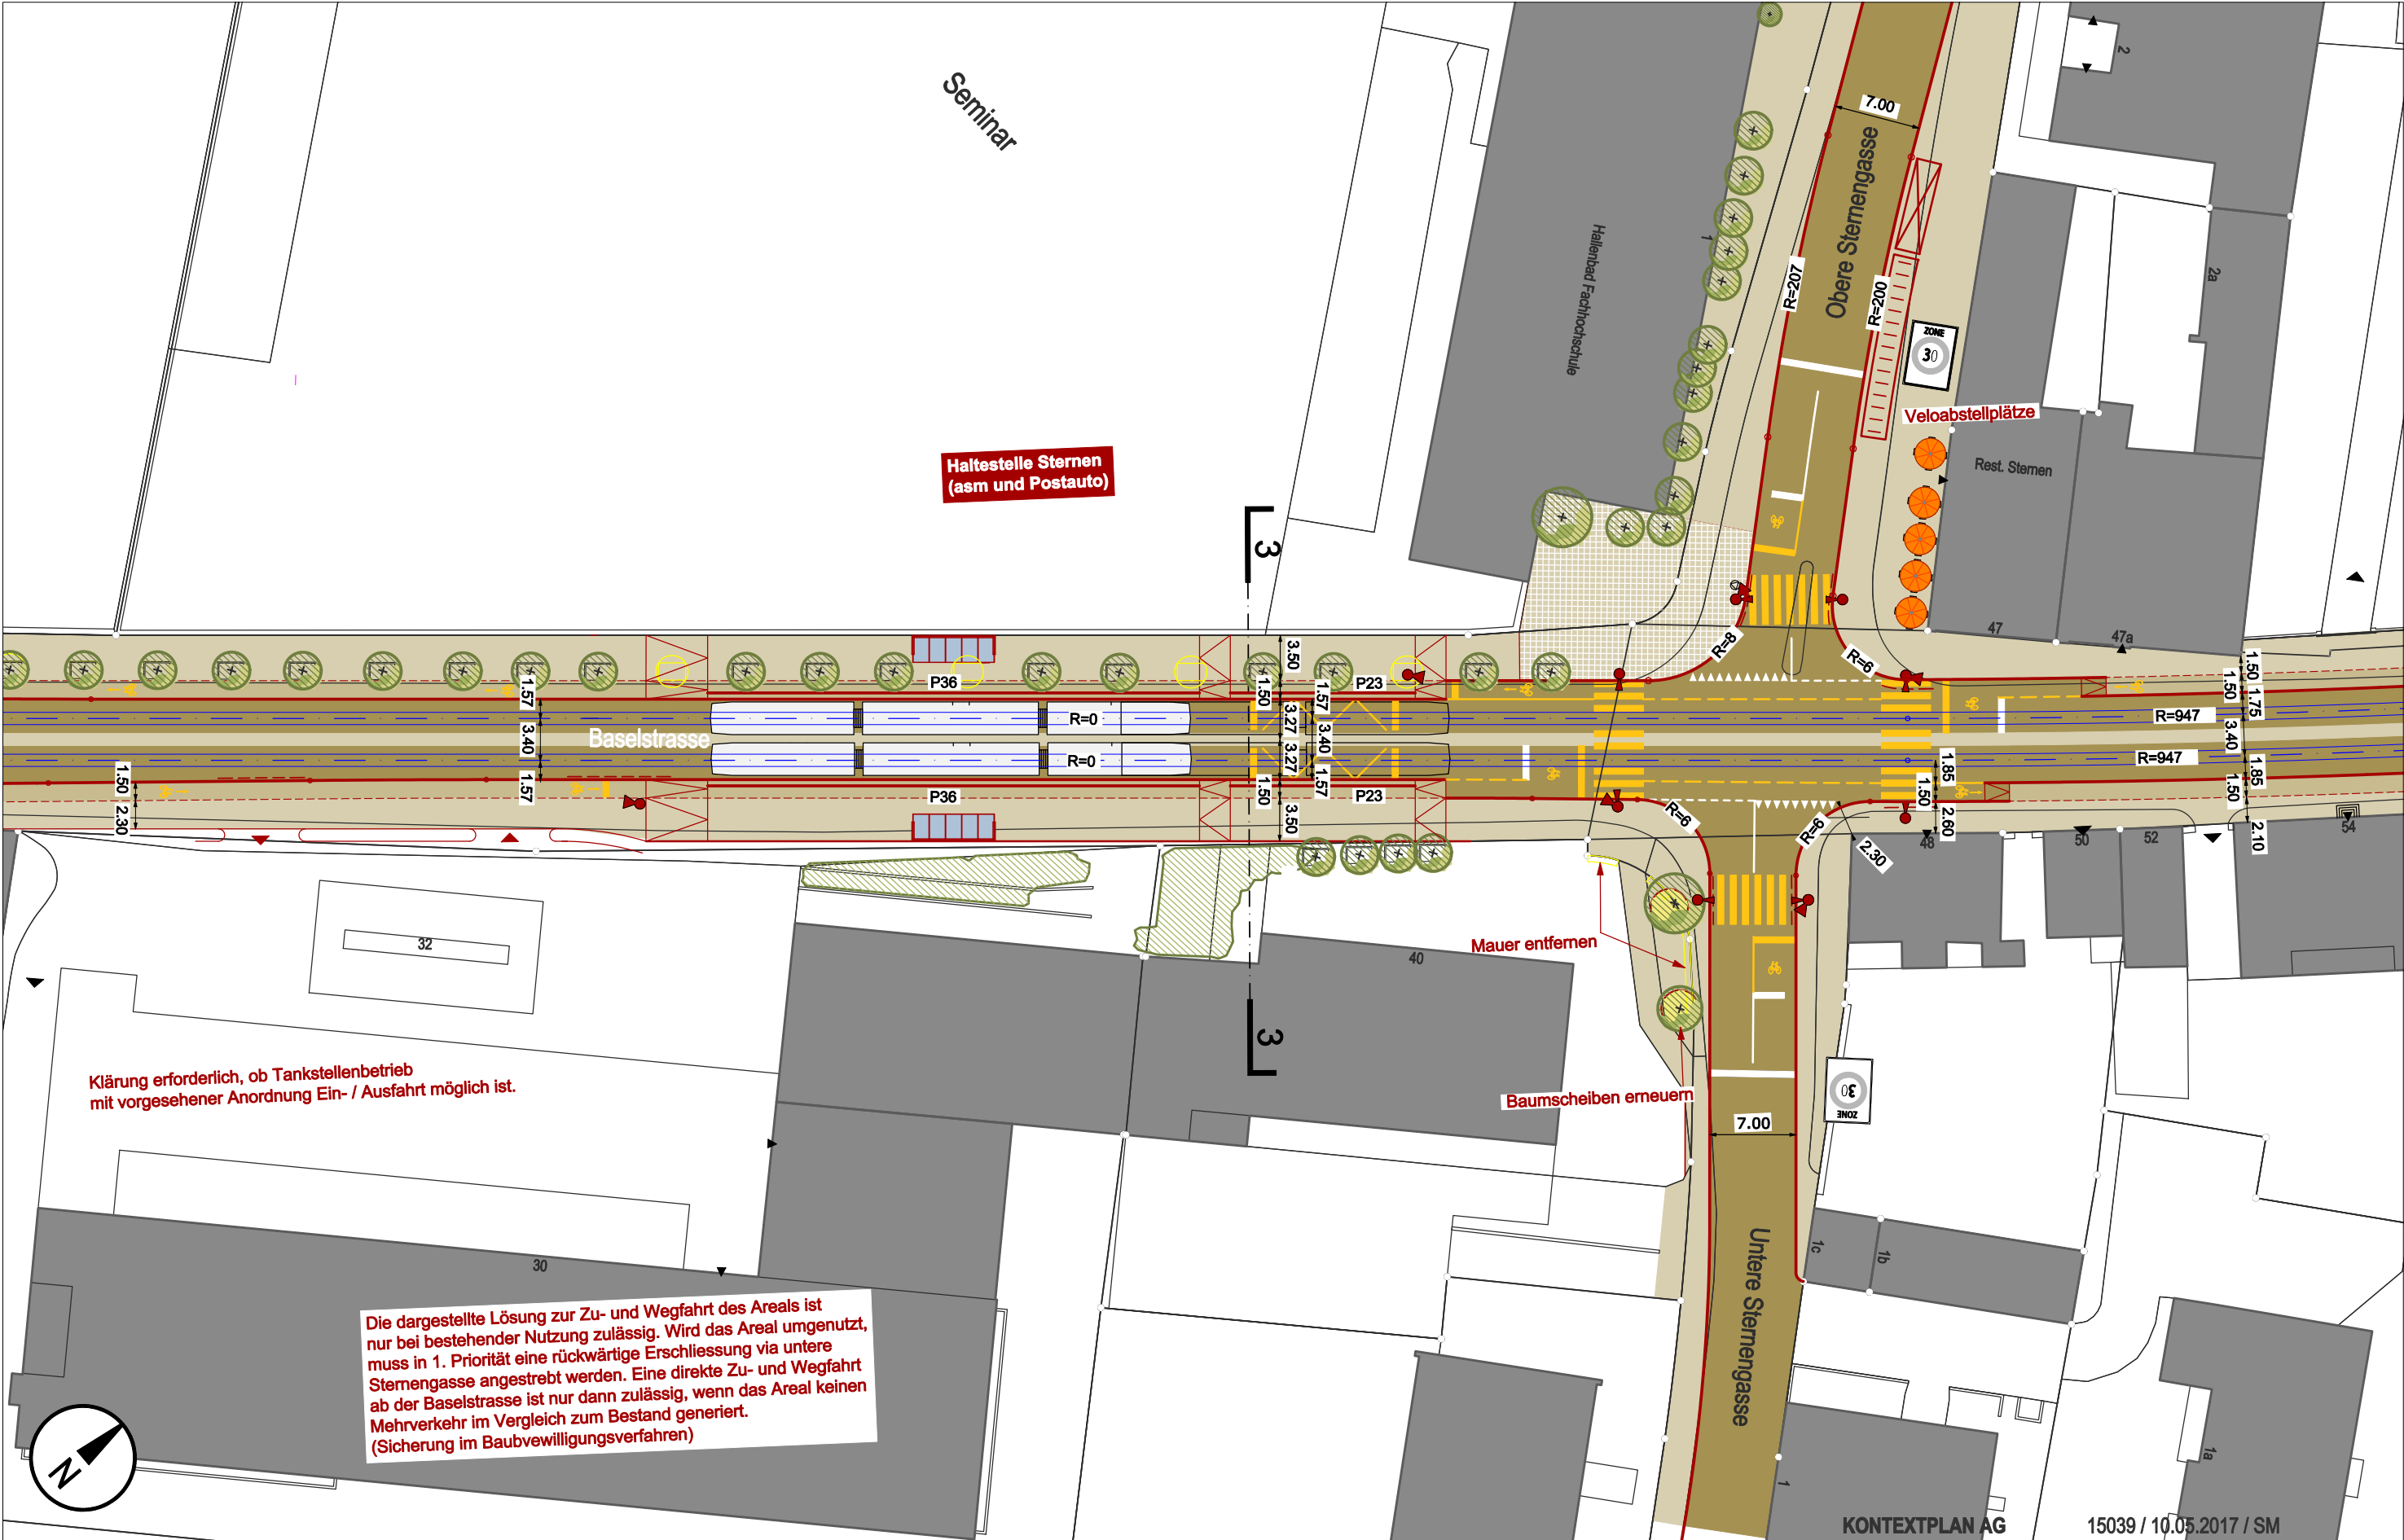 Seminar
Haltestelle Sternen
(asm und Postauto)
Hallenbad Fachhochschule
1
7.00
Obere Sternengasse
R=207
R=200
ZONE
30
Veloabstellplätze
Rest. Sternen
2
2a
47
47a
3
3.50
R=8
R=6
P36
P23
1.57
1.50
1.57
3.27
3.40
3.40
R=0
Baselstrasse
R=0
3.27
1.57
1.57
1.50
3.50
P36
P23
1.50
2.30
1.50
1.50
1.75
R=947
3.40
R=947
1.85
1.50
2.10
1.85
1.50
2.60
R=6
R=6
2.30
48
50
52
54
32
40
Mauer entfernen
3
Klärung erforderlich, ob Tankstellenbetrieb
mit vorgesehener Anordnung Ein- / Ausfahrt möglich ist.
Baumscheiben erneuern
30
ZONE
7.00
Untere Sternengasse
1c
1b
1a
1
30
Die dargestellte Lösung zur Zu- und Wegfahrt des Areals ist
nur bei bestehender Nutzung zulässig. Wird das Areal umgenutzt,
muss in 1. Priorität eine rückwärtige Erschliessung via untere
Sternengasse angestrebt werden. Eine direkte Zu- und Wegfahrt
ab der Baselstrasse ist nur dann zulässig, wenn das Areal keinen
Mehrverkehr im Vergleich zum Bestand generiert.
(Sicherung im Baubvewilligungsverfahren)
N
KONTEXTPLAN AG
15039 / 10.05.2017 / SM